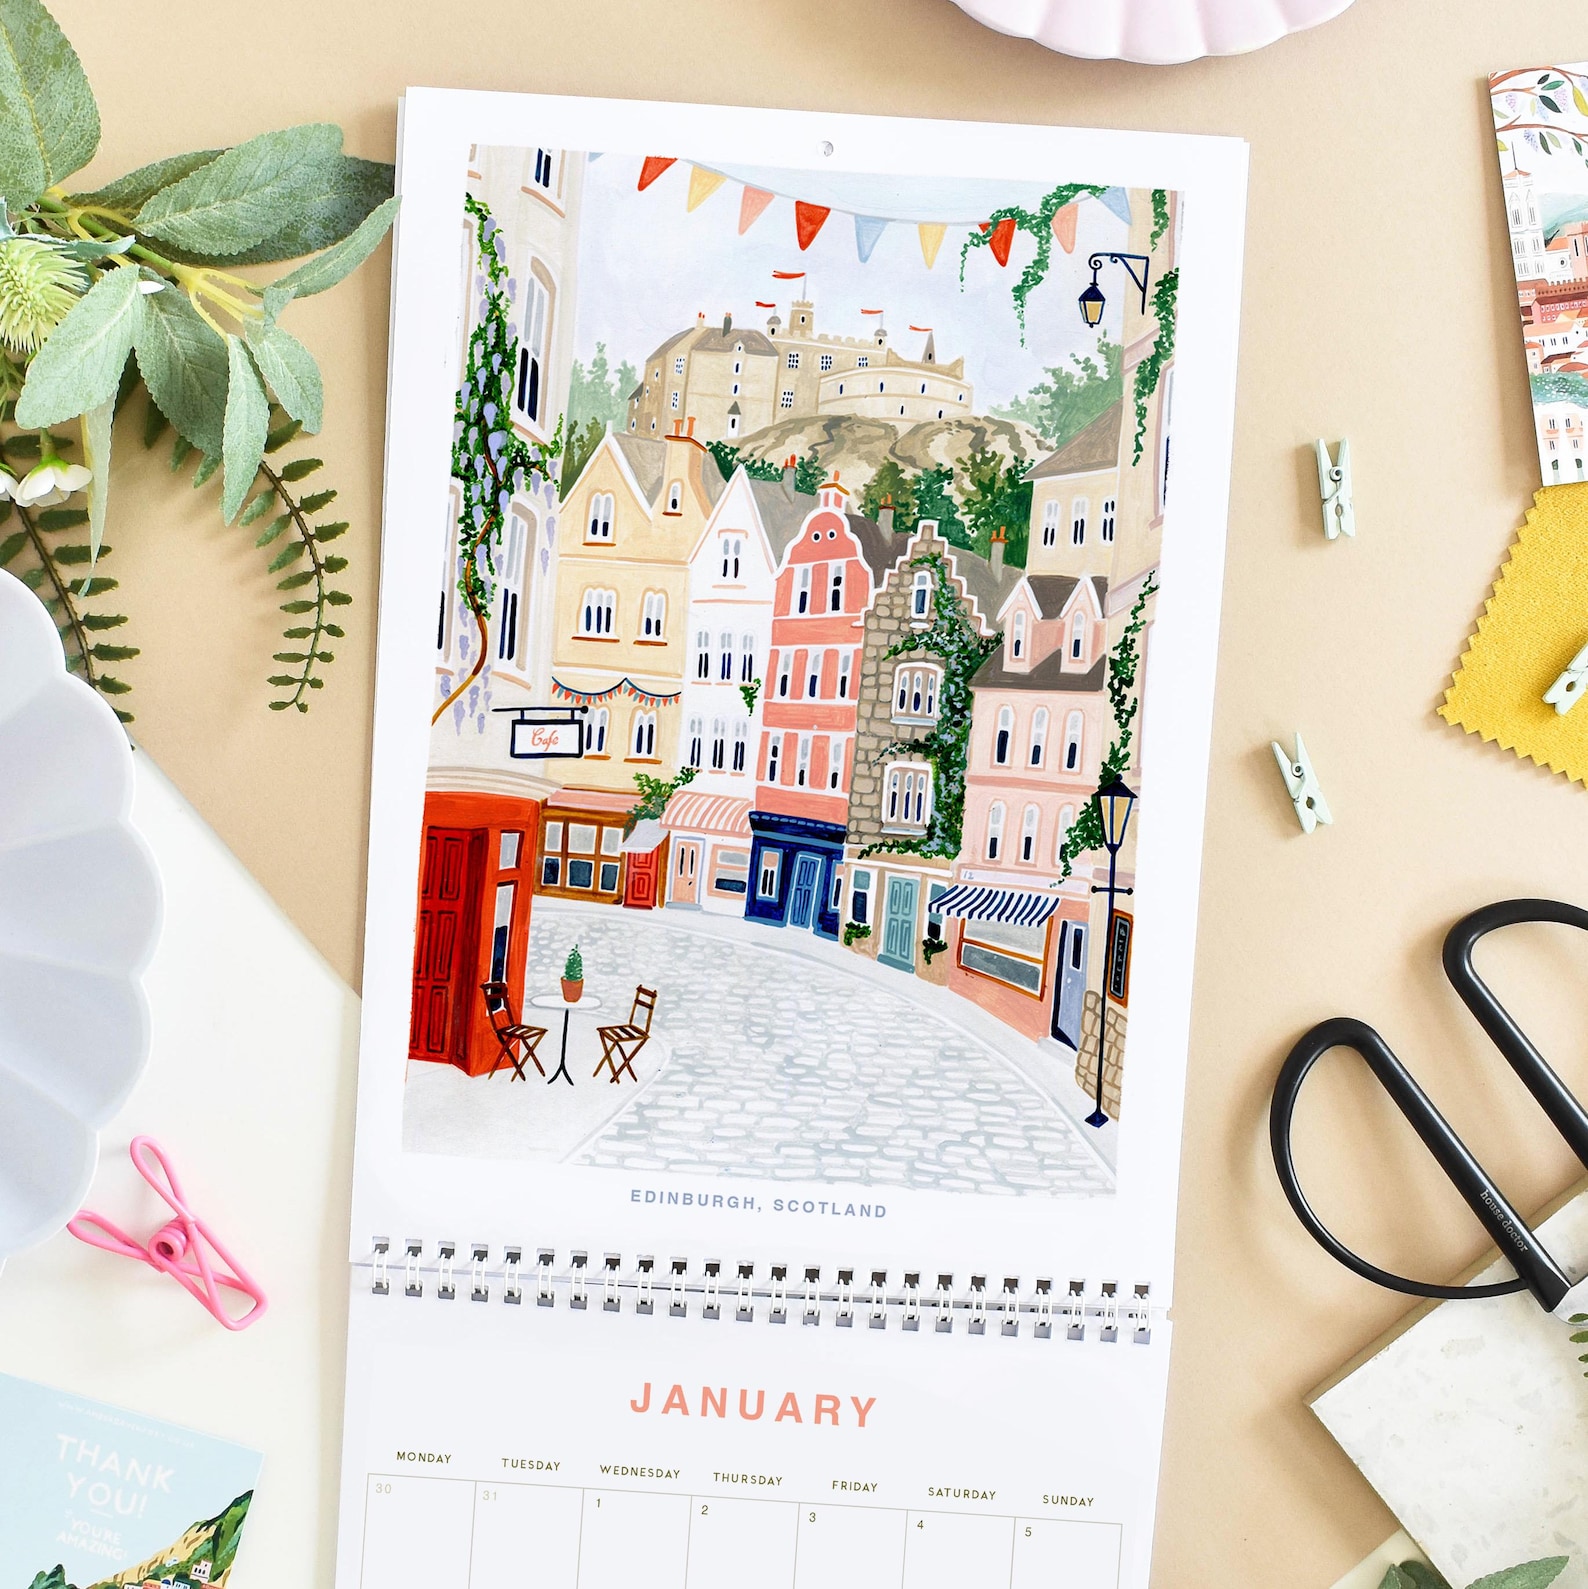 Cafe
12
EDINBURGH, SCOTLAND
JANUARY
MONDAY TUESDAY WEDNESDAY THURSDAY FRIDAY SATURDAY SUNDAY
30 31 1 2 3 4 5
house doctor
THANK
YOU!
YOU'RE
AMAZING!